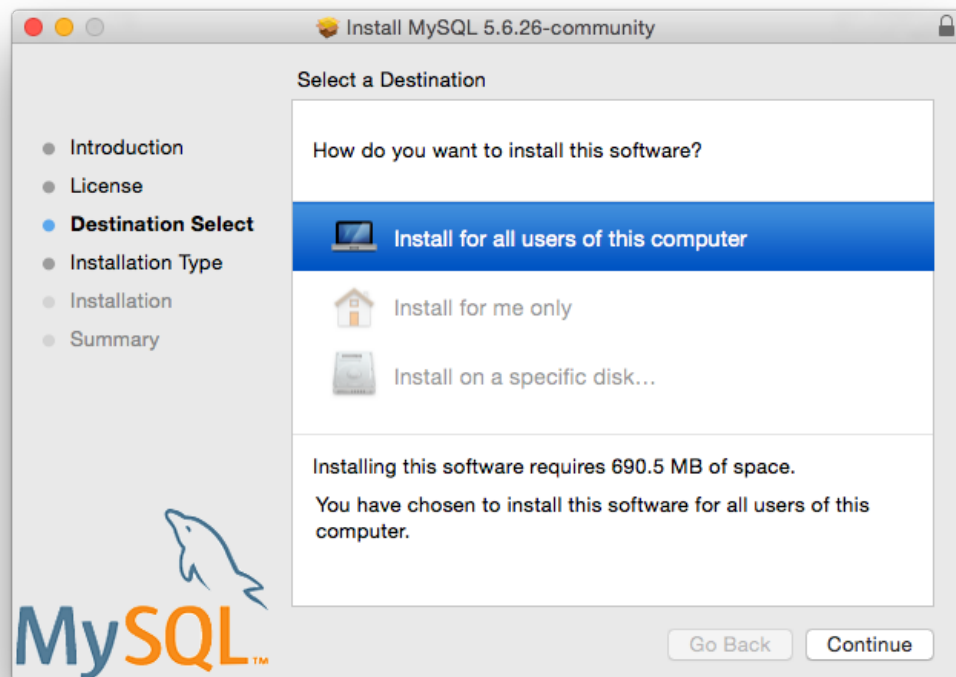 Install MySQL 5.6.26-community
Select a Destination
Introduction
License
Destination Select
Installation Type
Installation
Summary
How do you want to install this software?
Install for all users of this computer
Install for me only
Install on a specific disk...
Installing this software requires 690.5 MB of space.
You have chosen to install this software for all users of this
computer.
MySQL™
Go Back
Continue